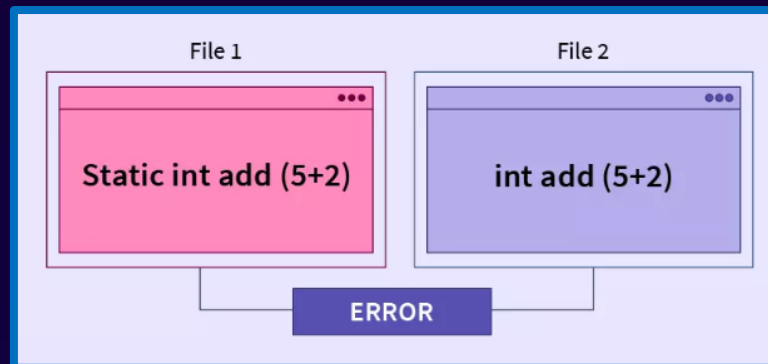 File 1
File 2
Static int add (5+2)
int add (5+2)
ERROR